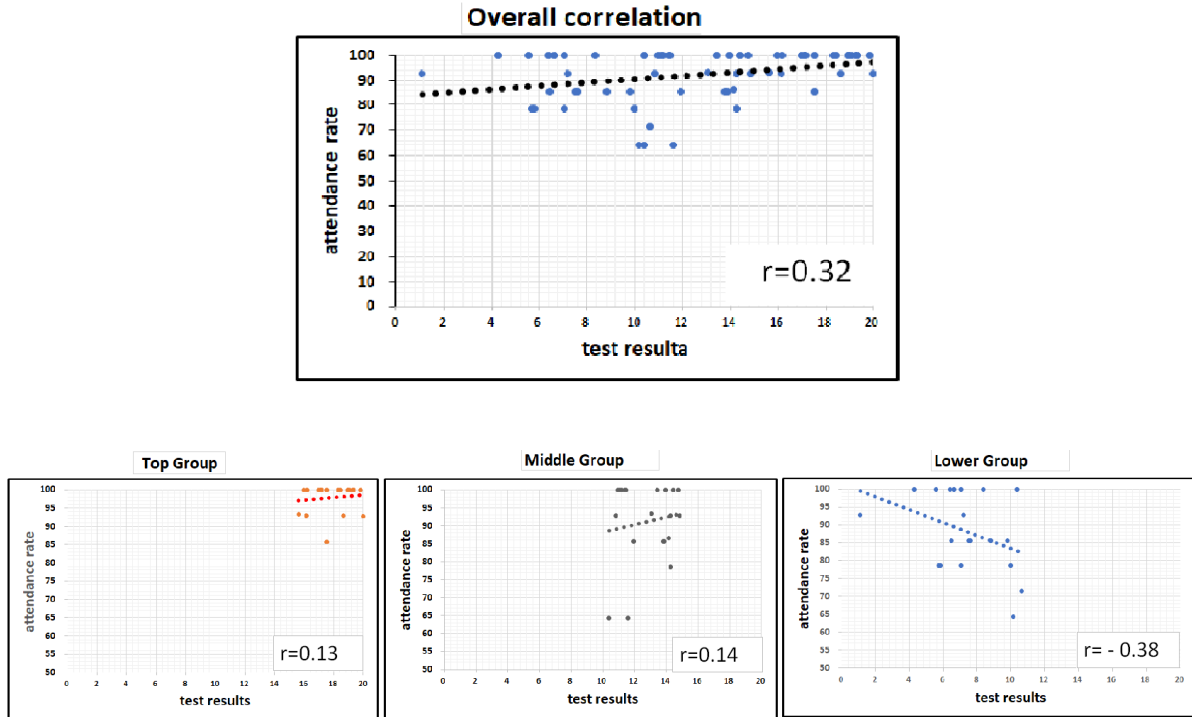 Overall correlation
attendance rate
100
90
80
70
60
50
40
30
20
10
0
r=0.32
0 2 4 6 8 10 12 14 16 18 20
test resulta
Top Group
attendance rate
100
95
90
85
80
75
70
65
60
55
50
r=0.13
0 2 4 6 8 10 12 14 16 18 20
test results
Middle Group
attendance rate
100
95
90
85
80
75
70
65
60
55
50
r=0.14
0 2 4 6 8 10 12 14 15 18 20
test results
Lower Group
attendance rate
100
95
90
85
80
75
70
65
60
55
50
r= - 0.38
0 2 4 6 8 10 12 14 16 18 20
test results